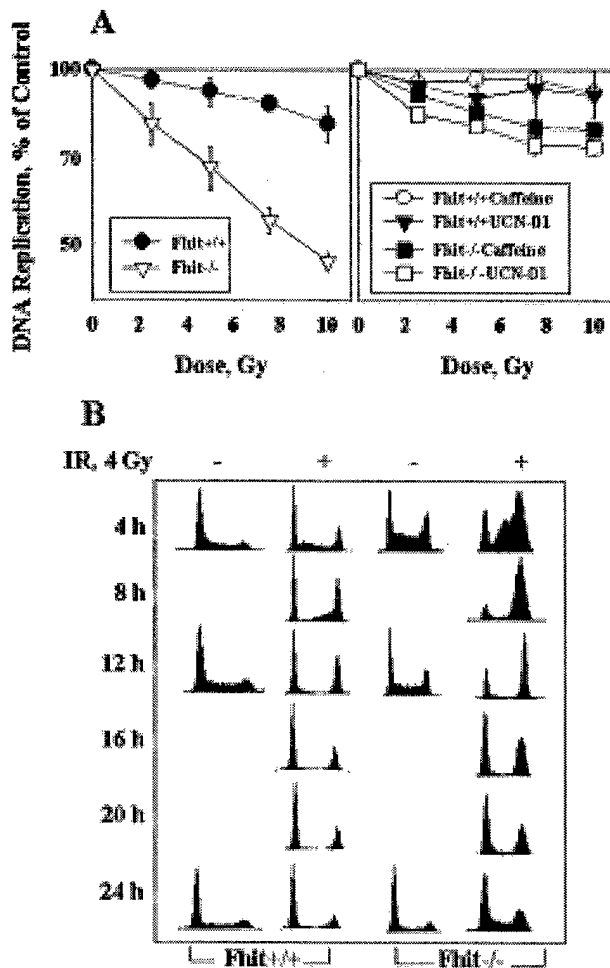 A
DNA Replication, % of Control
100
70
50
Fhit+/+
Fhit-/-
0 2 4 6 8 10
Dose, Gy
Fhit+/+Caffeine
Fhit+/+UCN-01
Fhit-/-Caffeine
Fhit-/-UCN-01
0 2 4 6 8 10
Dose, Gy
B
IR, 4 Gy - + - +
4 h
8 h
12 h
16 h
20 h
24 h
Fhit+/+ Fhit-/-